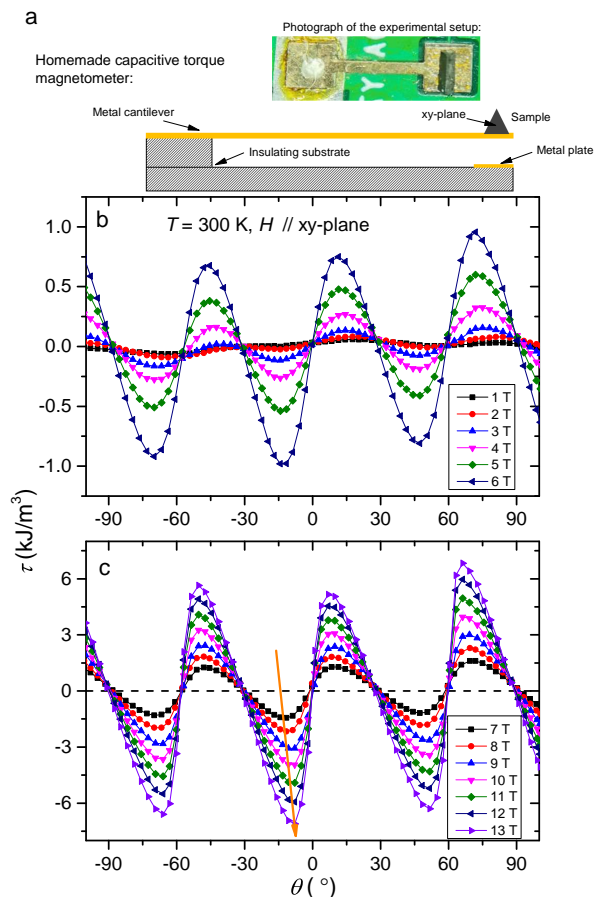 a
Photograph of the experimental setup:
Homemade capacitive torque
magnetometer:
Metal cantilever
xy-plane
Sample
Insulating substrate
Metal plate
b
T = 300 K, H // xy-plane
1.0
0.5
0.0
-0.5
-1.0
1 T
2 T
3 T
4 T
5 T
6 T
-90 -60 -30 0 30 60 90
τ (kJ/m³)
c
6
3
0
-3
-6
7 T
8 T
9 T
10 T
11 T
12 T
13 T
-90 -60 -30 0 30 60 90
θ (°)